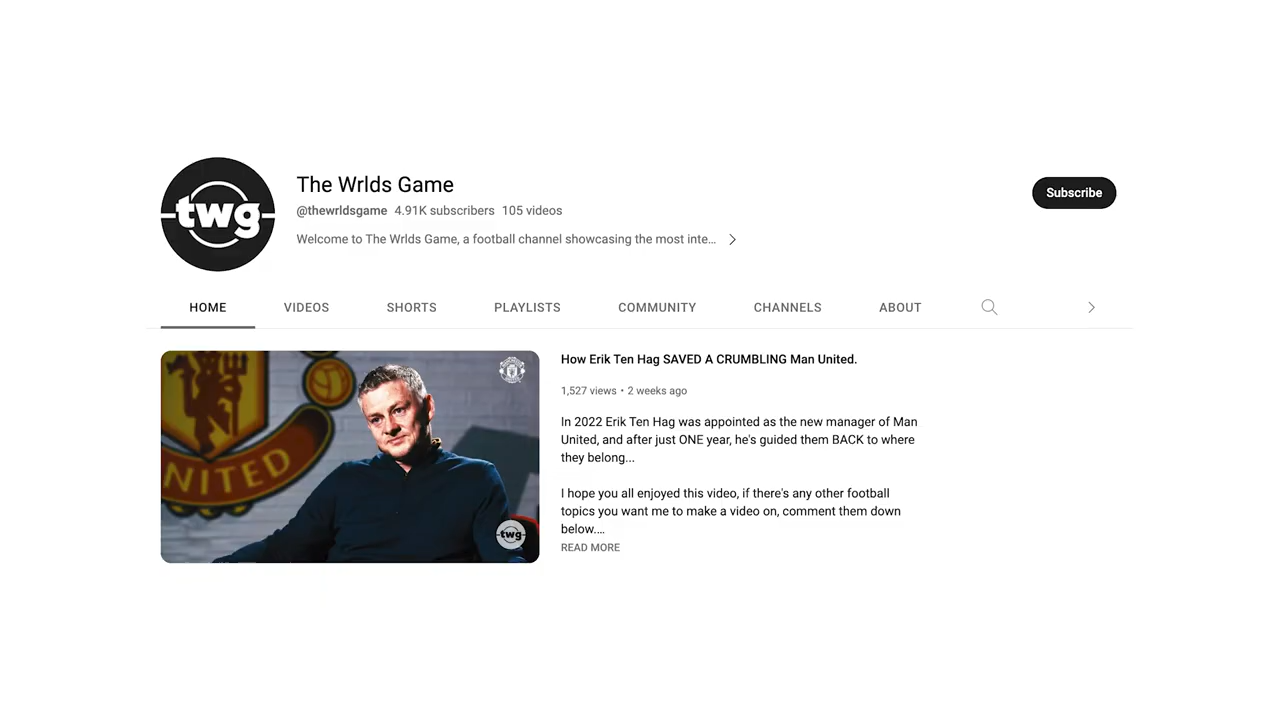 twg
The Wrlds Game
@thewrldsgame 4.91K subscribers 105 videos
Welcome to The Wrlds Game, a football channel showcasing the most inte...
Subscribe
HOME VIDEOS SHORTS PLAYLISTS COMMUNITY CHANNELS ABOUT
NITED
twg
How Erik Ten Hag SAVED A CRUMBLING Man United.
1,527 views • 2 weeks ago
In 2022 Erik Ten Hag was appointed as the new manager of Man
United, and after just ONE year, he's guided them BACK to where
they belong...
I hope you all enjoyed this video, if there's any other football
topics you want me to make a video on, comment them down
below....
READ MORE